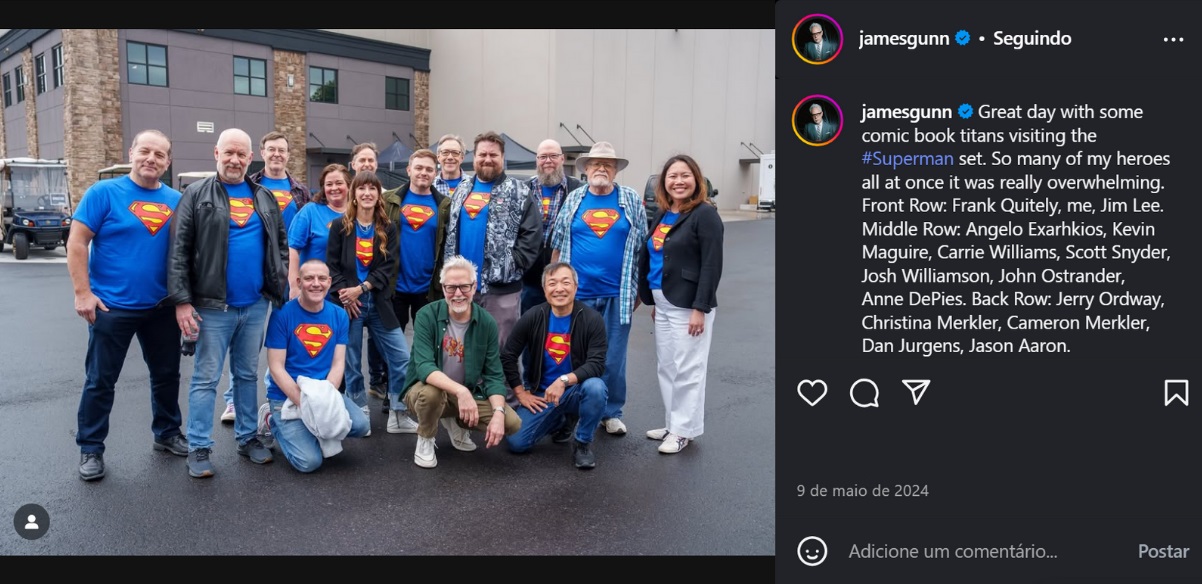 jamesgunn • Seguindo
jamesgunn Great day with some
comic book titans visiting the
#Superman set. So many of my heroes
all at once it was really overwhelming.
Front Row: Frank Quitely, me, Jim Lee.
Middle Row: Angelo Exarhkios, Kevin
Maguire, Carrie Williams, Scott Snyder,
Josh Williamson, John Ostrander,
Anne DePies. Back Row: Jerry Ordway,
Christina Merkler, Cameron Merkler,
Dan Jurgens, Jason Aaron.
9 de maio de 2024
Adicione um comentário... Postar